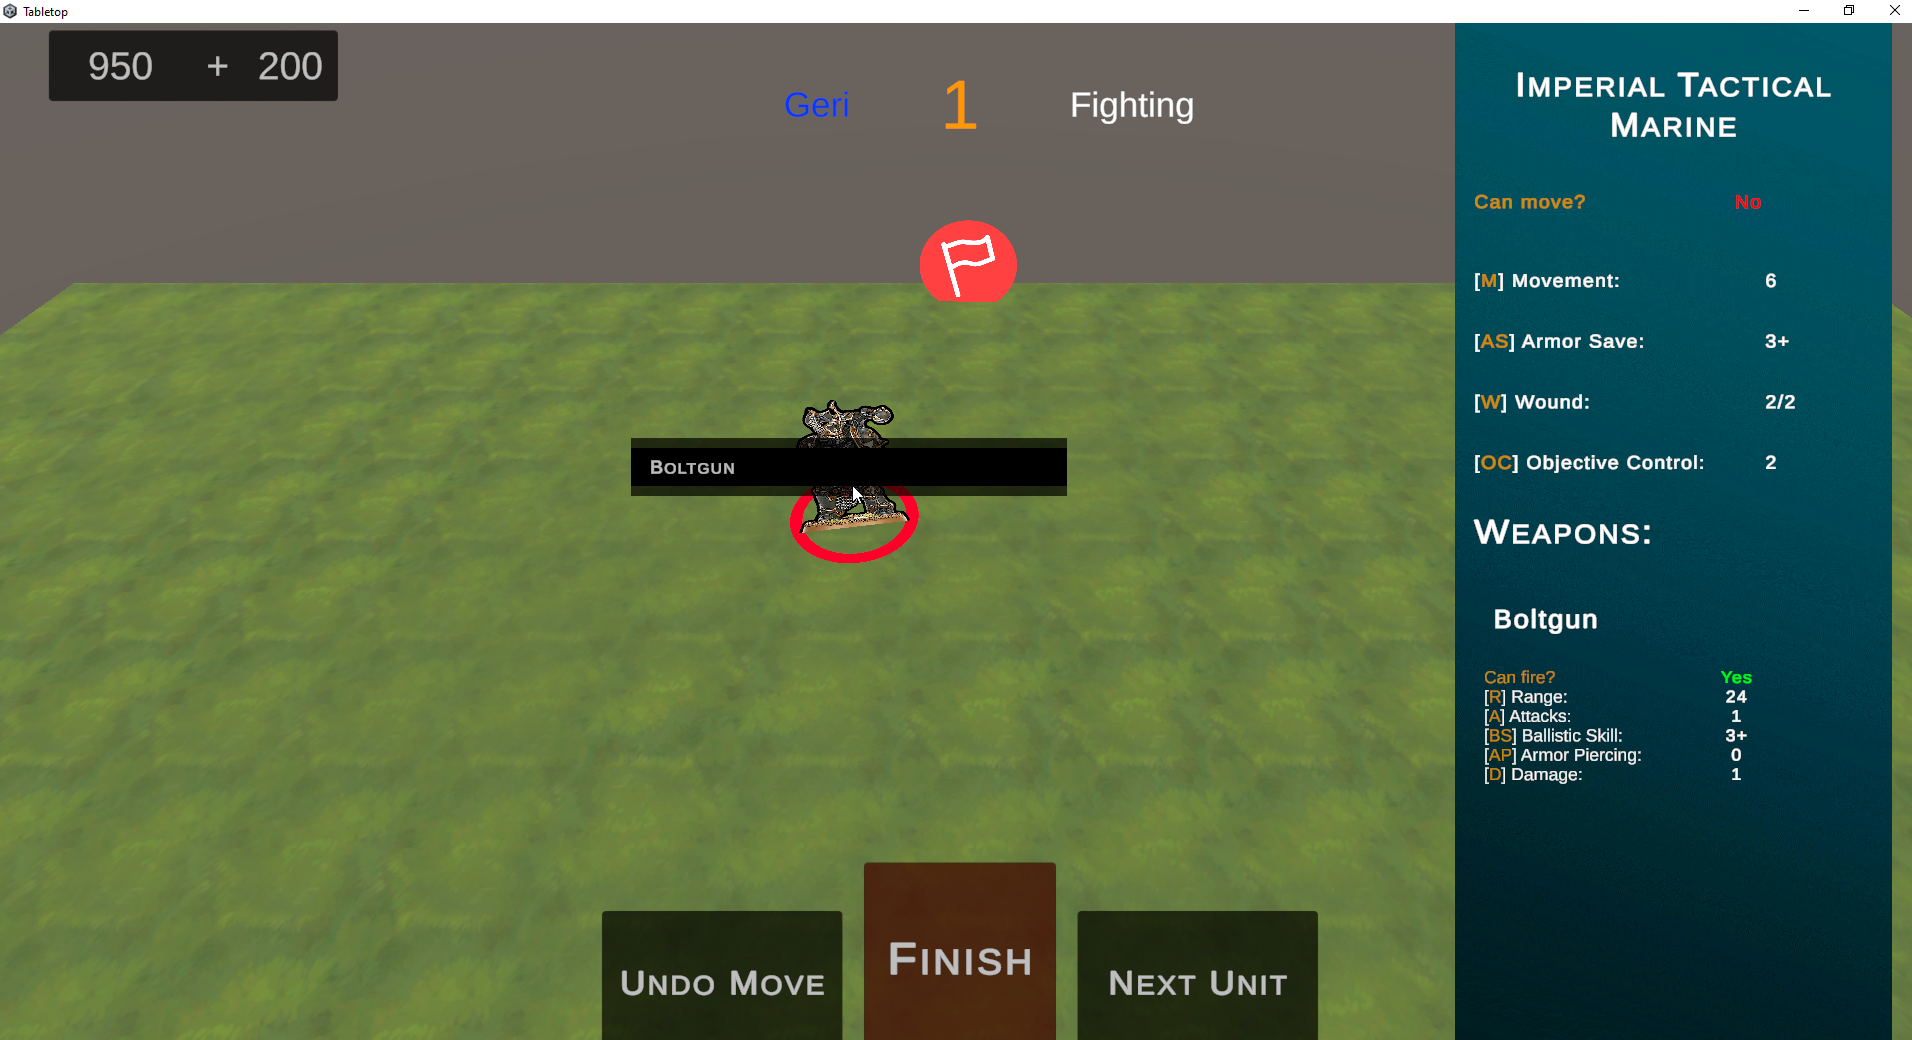 Tabletop
950 + 200
Geri 1 Fighting
IMPERIAL TACTICAL
MARINE
Can move? No
[M] Movement: 6
[AS] Armor Save: 3+
[W] Wound: 2/2
[OC] Objective Control: 2
WEAPONS:
BOLTGUN
Boltgun
Can fire? Yes
[R] Range: 24
[A] Attacks: 1
[BS] Ballistic Skill: 3+
[AP] Armor Piercing: 0
[D] Damage: 1
UNDO MOVE
FINISH
NEXT UNIT